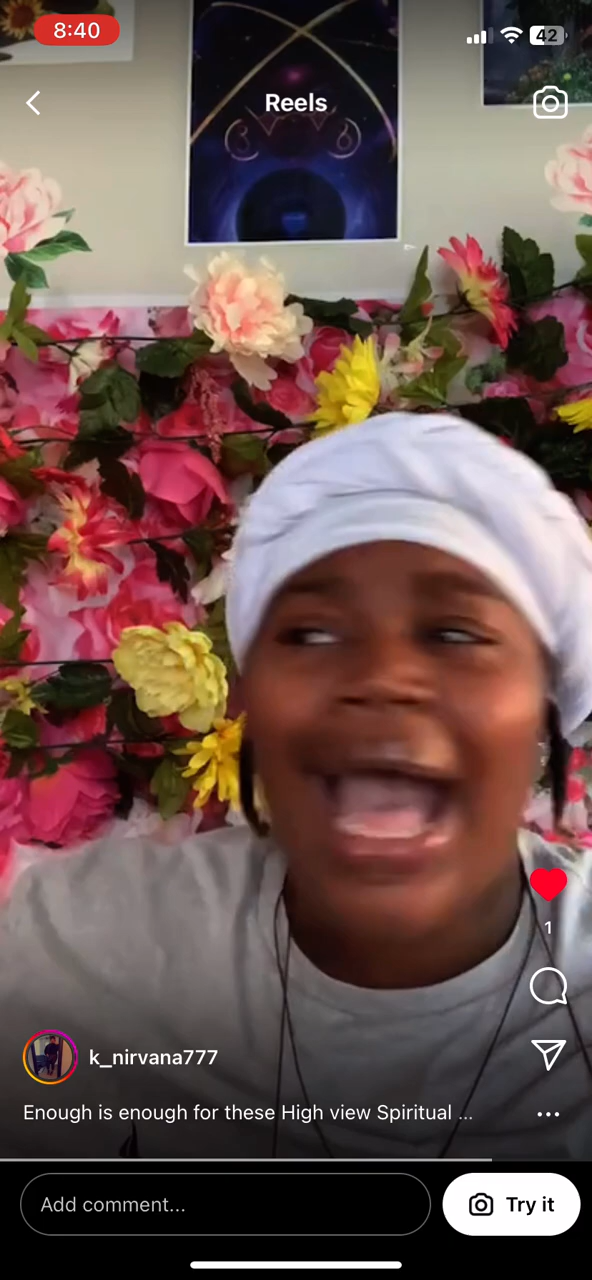 8:40
42
Reels
1
k_nirvana777
Enough is enough for these High view Spiritual ...
Add comment...
Try it